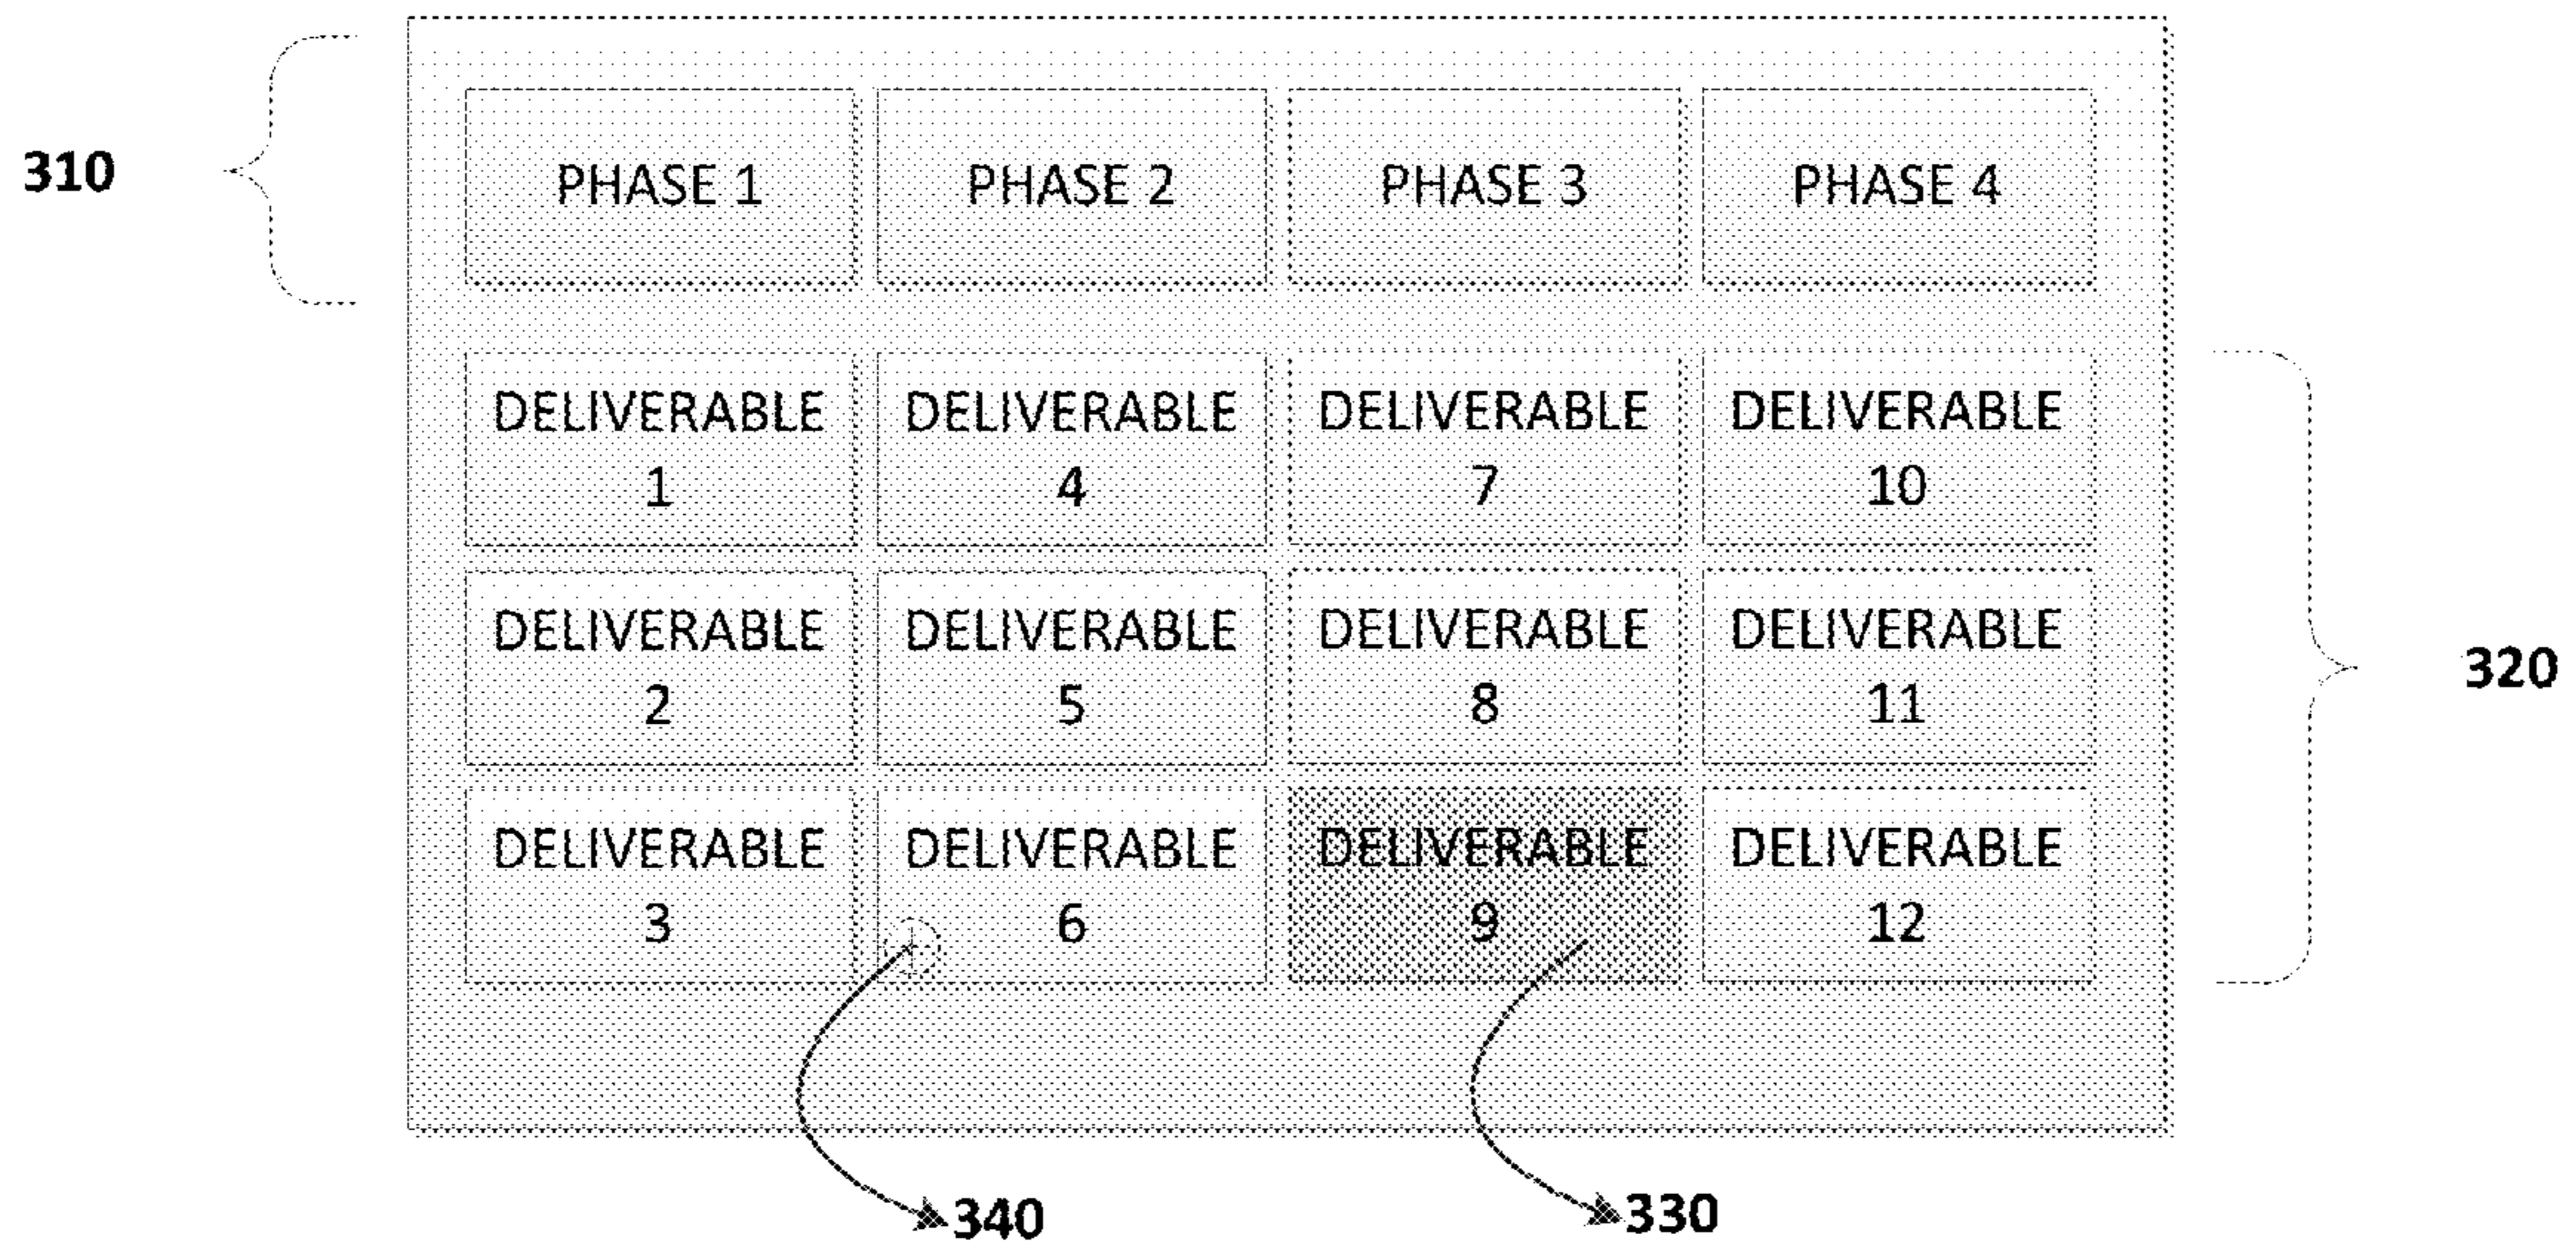 310
PHASE 1 PHASE 2 PHASE 3 PHASE 4
DELIVERABLE DELIVERABLE DELIVERABLE DELIVERABLE
1 4 7 10
DELIVERABLE DELIVERABLE DELIVERABLE DELIVERABLE
2 5 8 11
320
DELIVERABLE DELIVERABLE DELIVERABLE DELIVERABLE
3 6 9 12
340 330